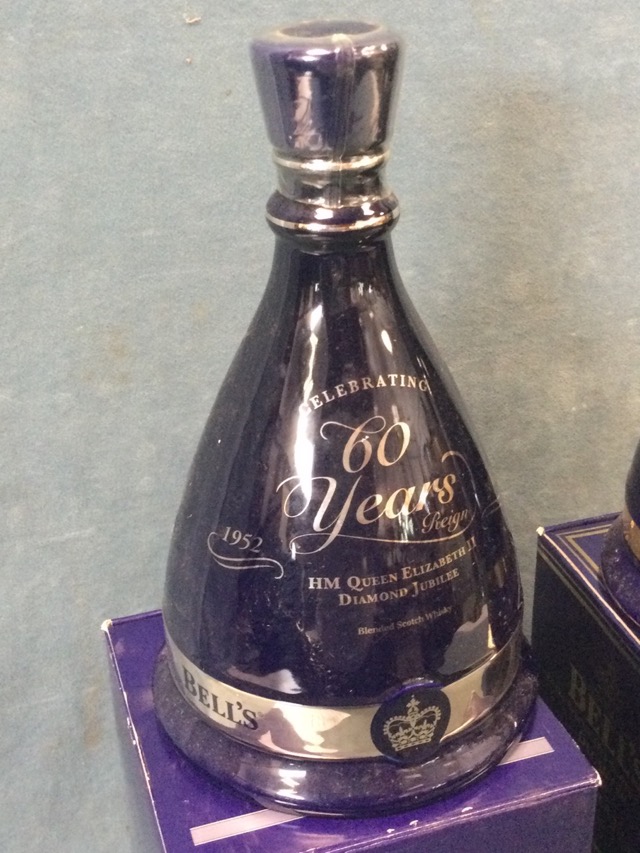 CELEBRATING
60
Years
Reign
1952
HM QUEEN ELIZABETH II
DIAMOND JUBILEE
Blended Scotch Whisky
BELL'S
BELL